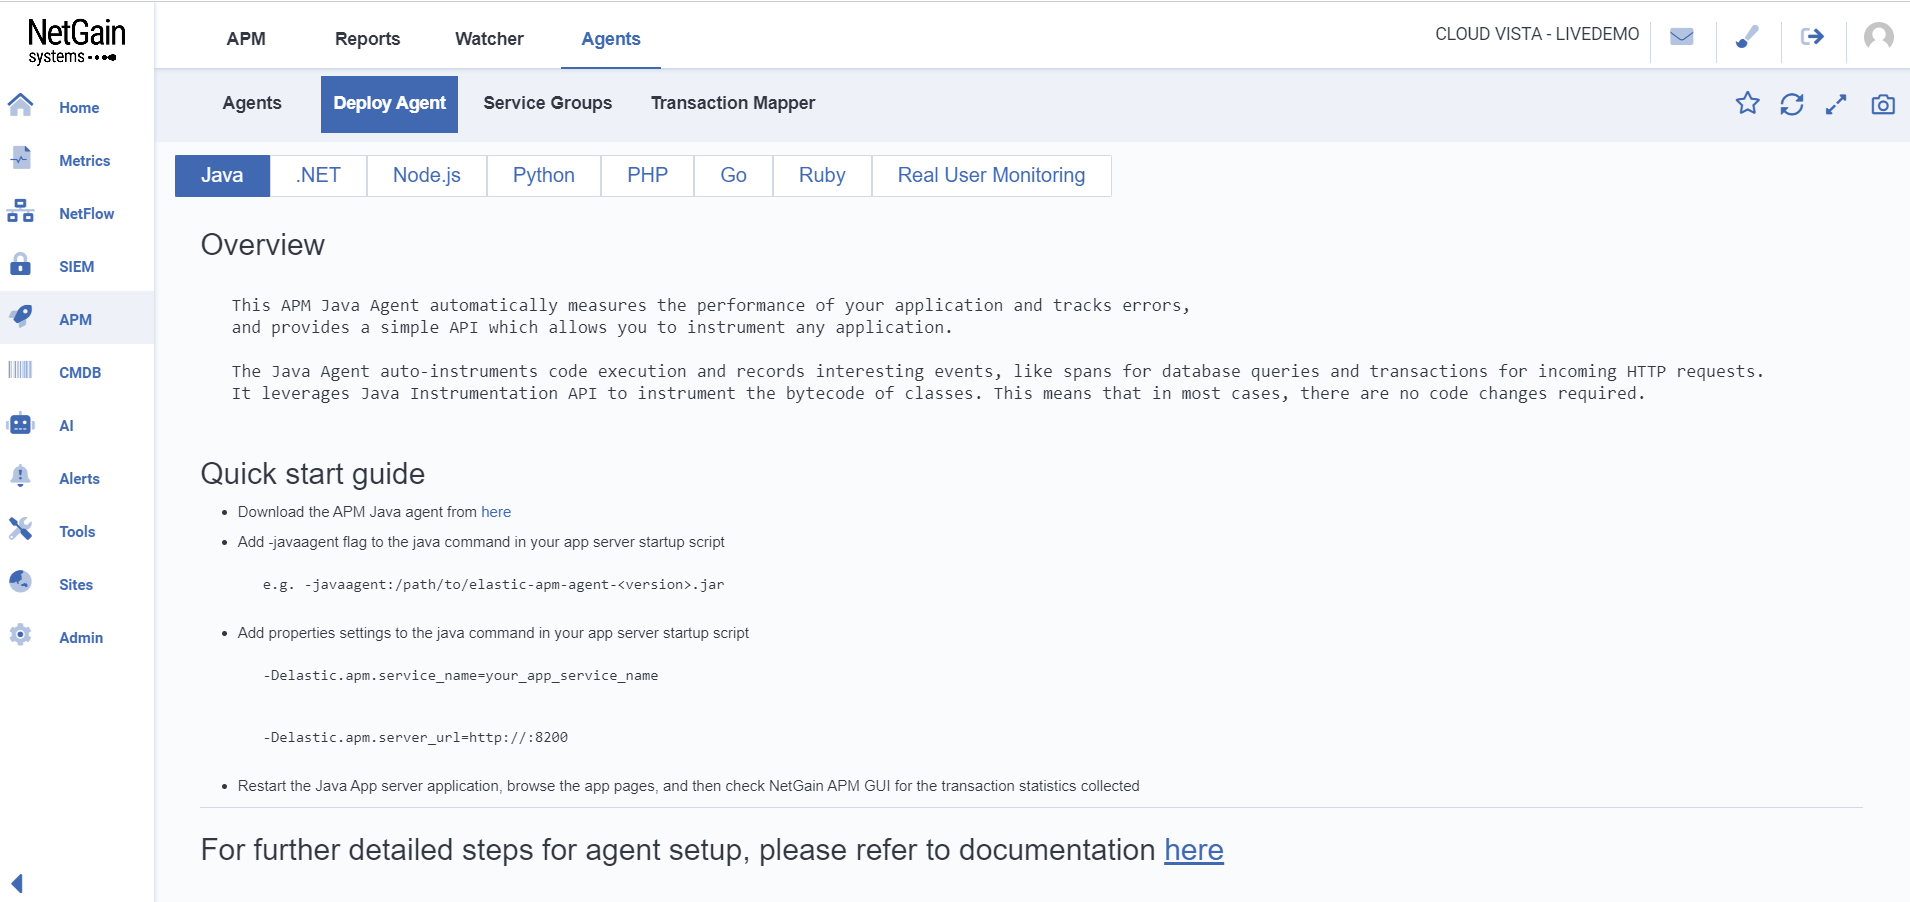 NetGain
systems
APM
Reports
Watcher
Agents
CLOUD VISTA - LIVEDEMO
Agents
Deploy Agent
Service Groups
Transaction Mapper
Home
Metrics
NetFlow
SIEM
APM
CMDB
AI
Alerts
Tools
Sites
Admin
Java
.NET
Node.js
Python
PHP
Go
Ruby
Real User Monitoring
Overview
This APM Java Agent automatically measures the performance of your application and tracks errors,
and provides a simple API which allows you to instrument any application.
The Java Agent auto-instruments code execution and records interesting events, like spans for database queries and transactions for incoming HTTP requests.
It leverages Java Instrumentation API to instrument the bytecode of classes. This means that in most cases, there are no code changes required.
Quick start guide
Download the APM Java agent from here
Add -javaagent flag to the java command in your app server startup script
e.g. -javaagent:/path/to/elastic-apm-agent-<version>.jar
Add properties settings to the java command in your app server startup script
-Delastic.apm.service_name=your_app_service_name
-Delastic.apm.server_url=http://:8200
Restart the Java App server application, browse the app pages, and then check NetGain APM GUI for the transaction statistics collected
For further detailed steps for agent setup, please refer to documentation here